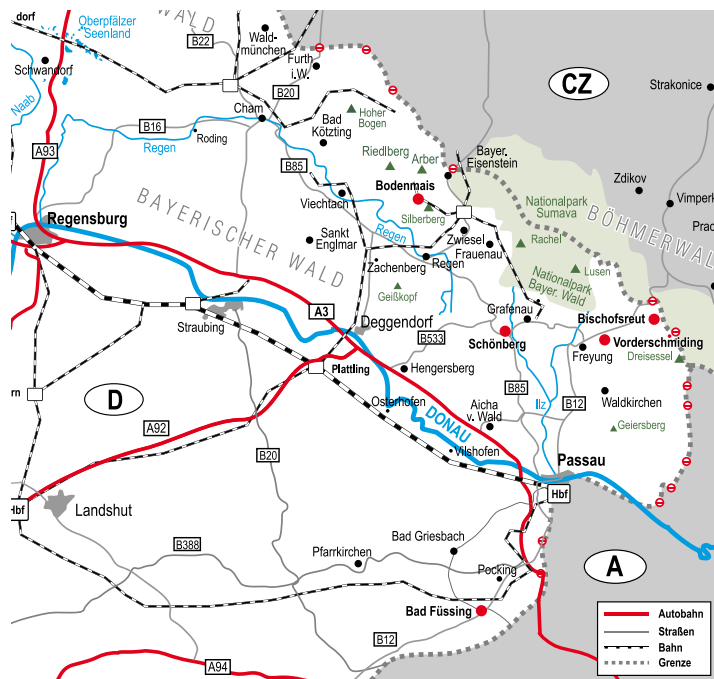 dorf
Oberpfälzer
Seenland
WALD
B22
Wald-
münchen
Furth
i.W.
Schwandorf
Naab
B20
CZ
Strakonice
Cham
Bad
Kötzting
Hoher
Bogen
B16
Roding
Regen
A93
B85
Riedlberg
Arber
Bayer.
Eisenstein
Bodenmais
Zdikov
Vimperk
Viechtach
Silberberg
Nationalpark
Sumava
BÖHMERWALD
Prac
Regensburg
BAYERISCHER WALD
Sankt
Englmar
Regen
Zwiesel
Frauenau
Rachel
Zachenberg
Regen
Lusen
Nationalpark
Bayer. Wald
Geißkopf
A3
Straubing
Deggendorf
Grafenau
Bischofsreut
B533
Schönberg
Vorderschmiding
Freyung
Dreisessel
Plattling
Hengersberg
rn
D
B85
Ilz
B12
Waldkirchen
Osterhofen
Aicha
v. Wald
DONAU
Geiersberg
A92
B20
Vilshofen
Passau
Hbf
Hbf
Landshut
B388
Pfarrkirchen
Bad Griesbach
Pocking
A
Bad Füssing
B12
A94
Autobahn
Straßen
Bahn
Grenze